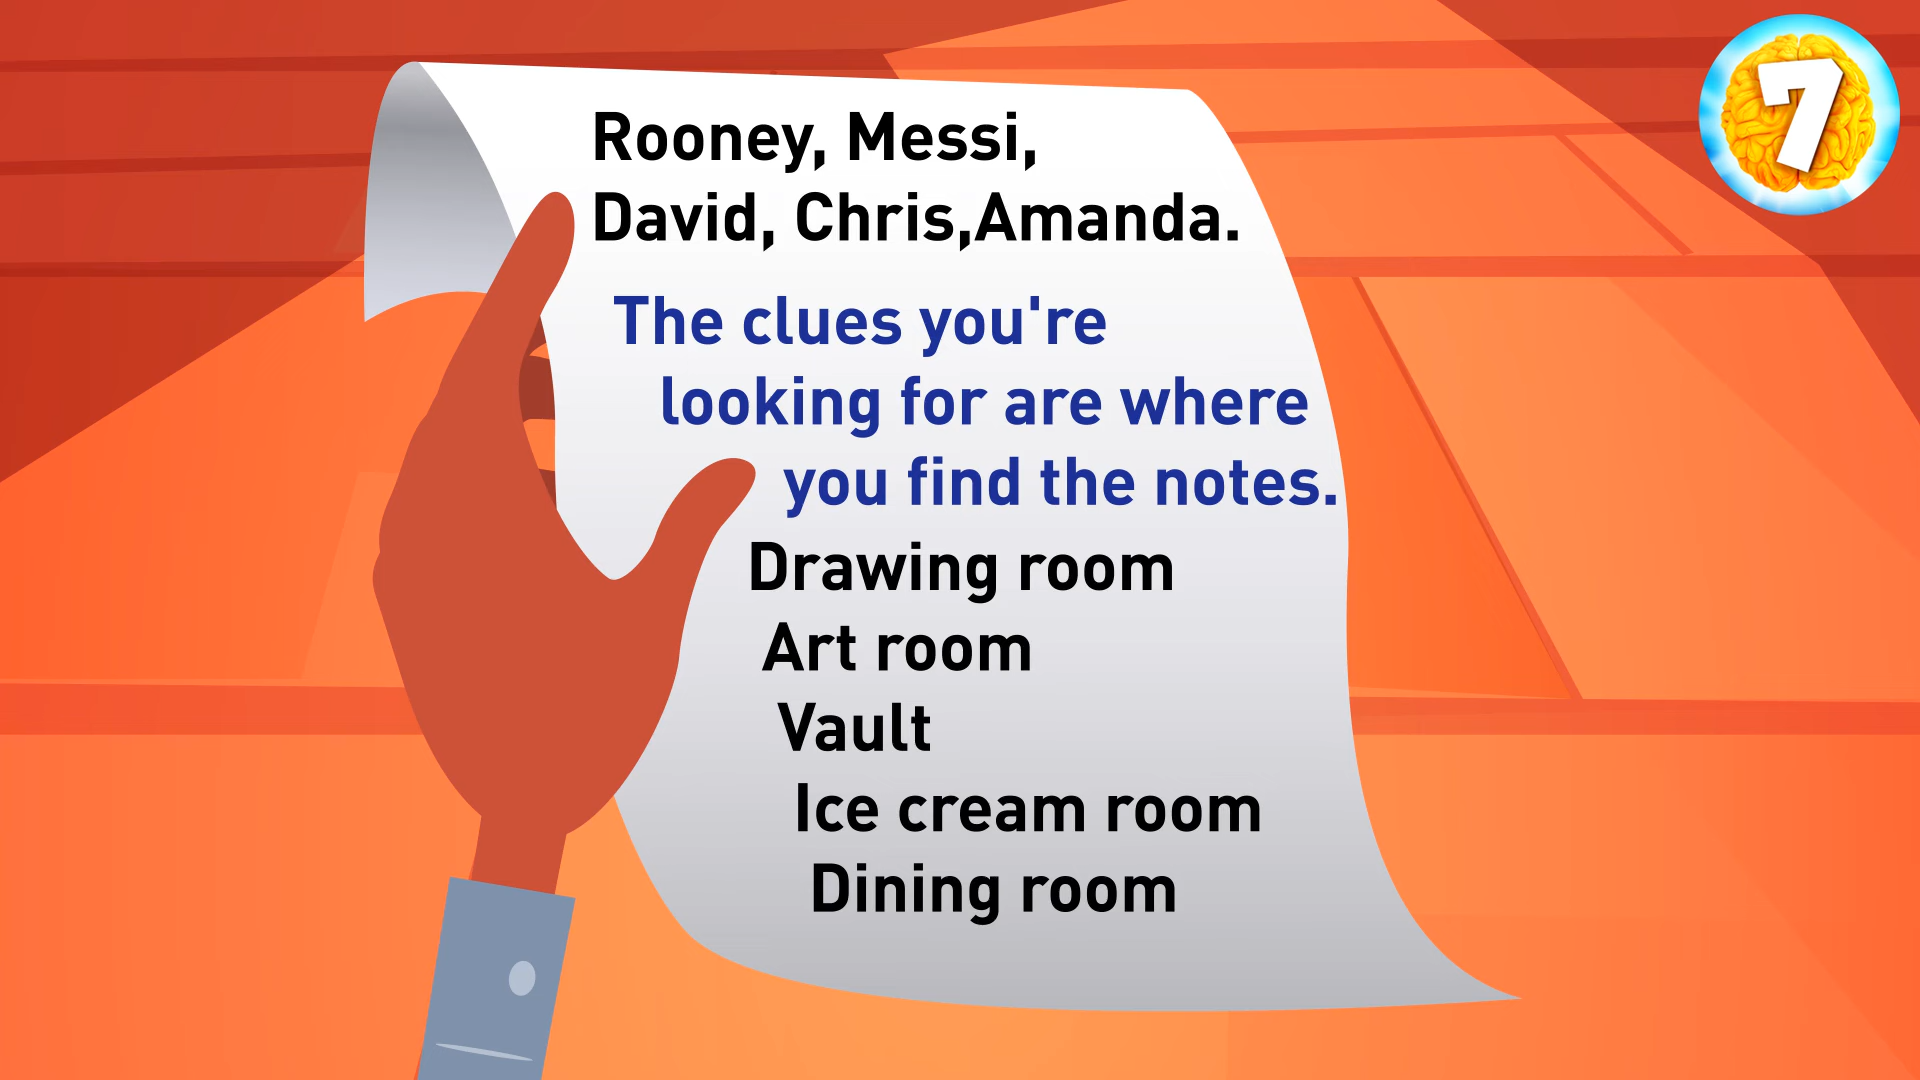 Rooney, Messi,
David, Chris,Amanda.
The clues you're
looking for are where
you find the notes.
Drawing room
Art room
Vault
Ice cream room
Dining room
7